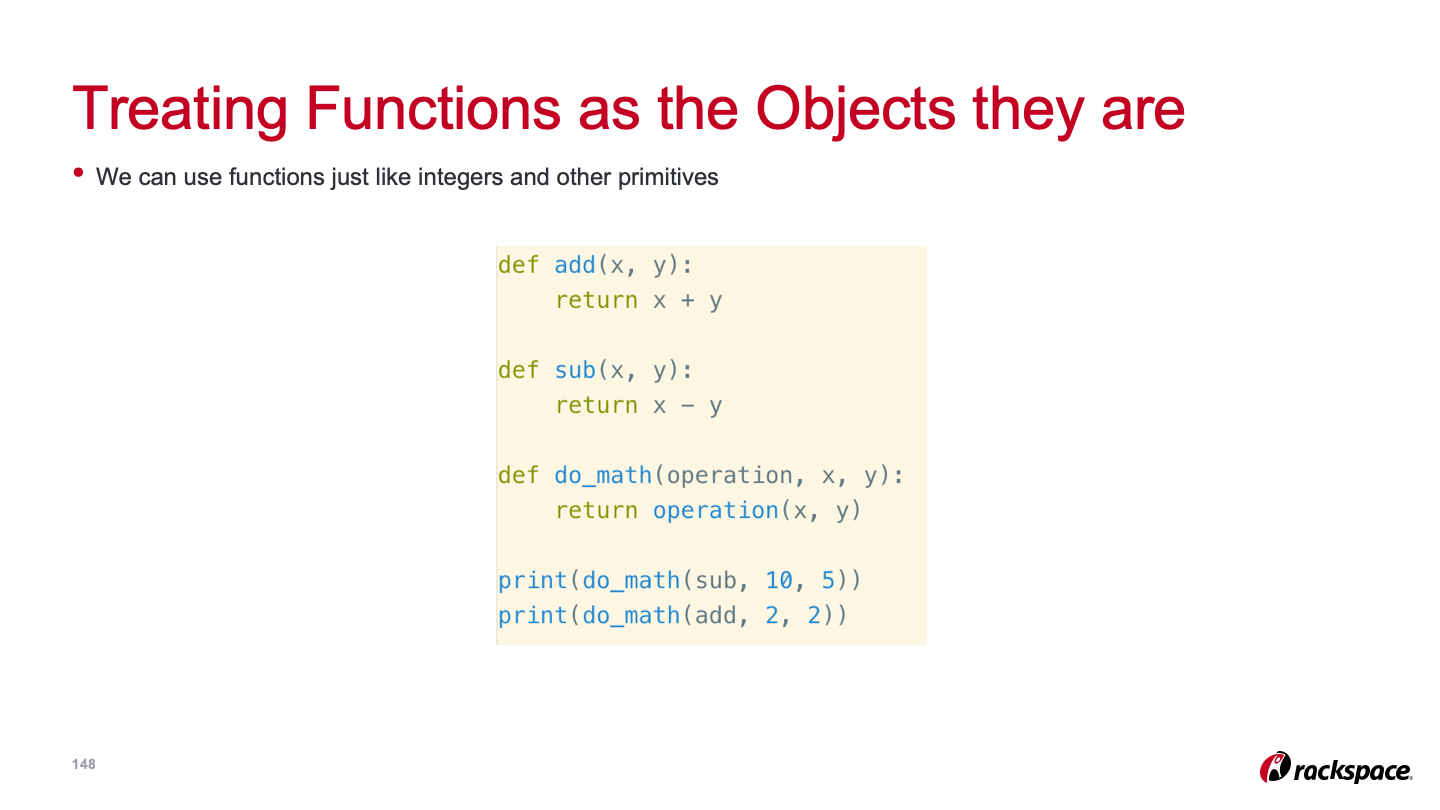 Treating Functions as the Objects they are
• We can use functions just like integers and other primitives
def add(x, y):
    return x + y
def sub(x, y):
    return x - y
def do_math(operation, x, y):
    return operation(x, y)
print(do_math(sub, 10, 5))
print(do_math(add, 2, 2))
148
rackspace.